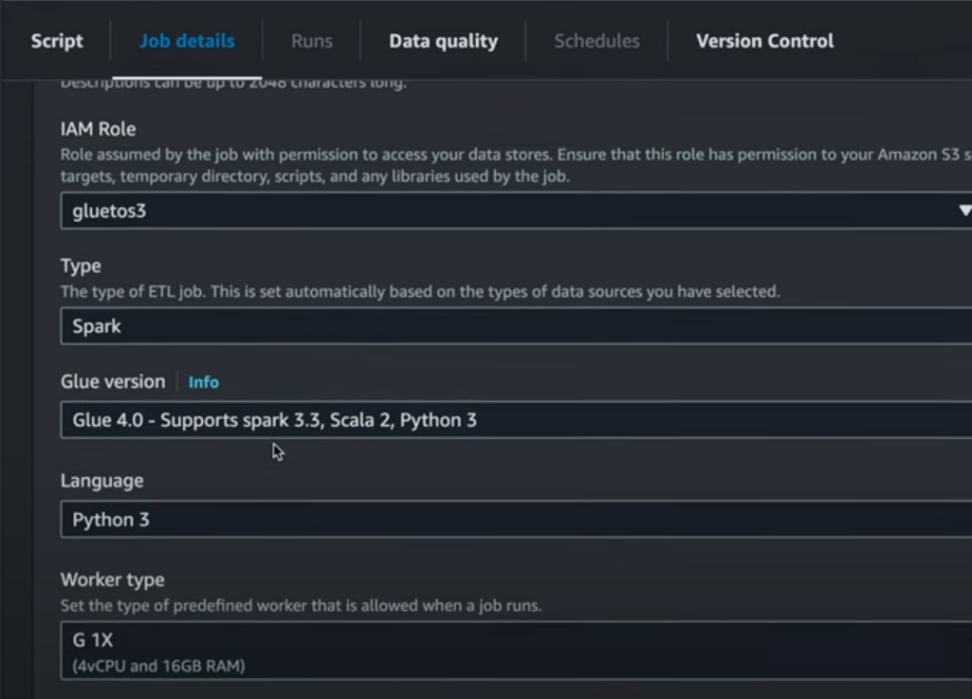 Script Job details Runs Data quality Schedules Version Control
Descriptions can be up to 2048 characters long.
IAM Role
Role assumed by the job with permission to access your data stores. Ensure that this role has permission to your Amazon S3 s
targets, temporary directory, scripts, and any libraries used by the job.
gluetos3
Type
The type of ETL job. This is set automatically based on the types of data sources you have selected.
Spark
Glue version Info
Glue 4.0 - Supports spark 3.3, Scala 2, Python 3
Language
Python 3
Worker type
Set the type of predefined worker that is allowed when a job runs.
G 1X
(4vCPU and 16GB RAM)